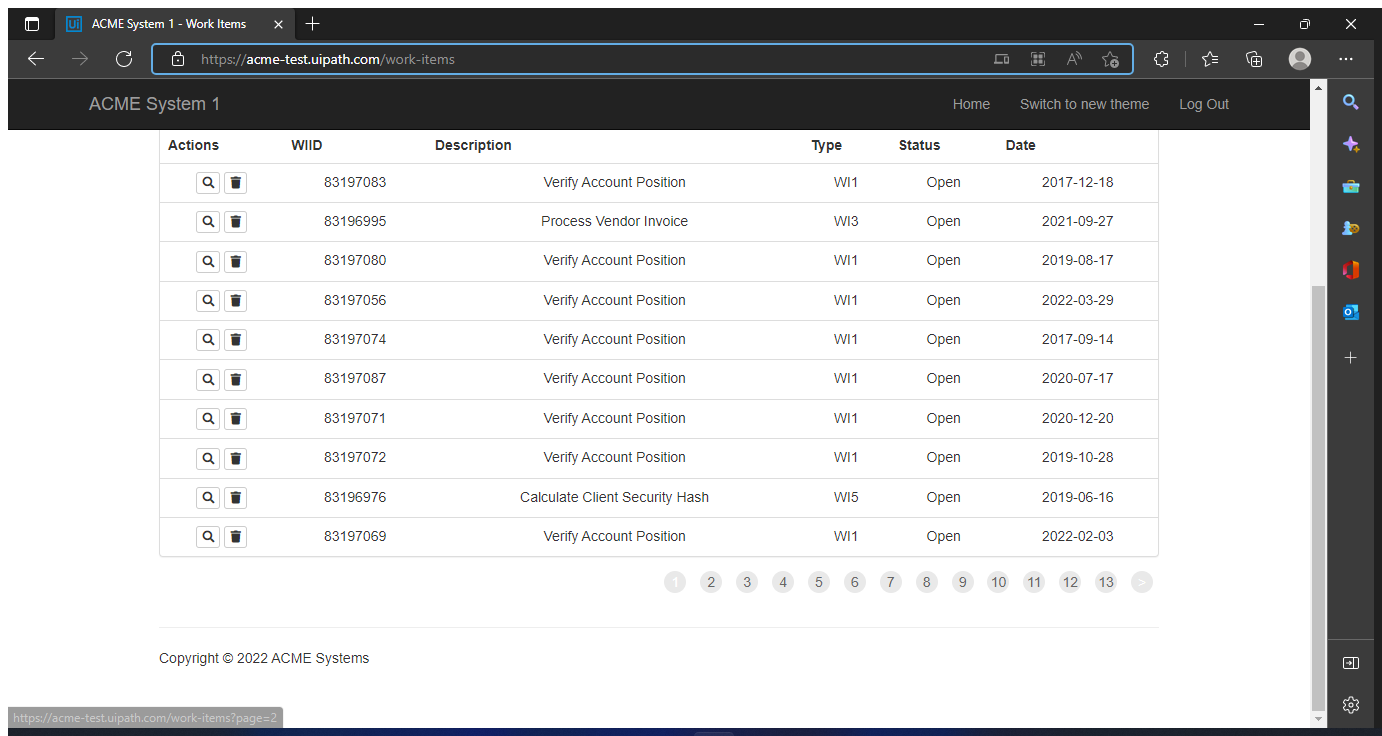 ACME System 1 - Work Items
https://acme-test.uipath.com/work-items
ACME System 1 Home Switch to new theme Log Out
Actions WIID Description Type Status Date
83197083 Verify Account Position WI1 Open 2017-12-18
83196995 Process Vendor Invoice WI3 Open 2021-09-27
83197080 Verify Account Position WI1 Open 2019-08-17
83197056 Verify Account Position WI1 Open 2022-03-29
83197074 Verify Account Position WI1 Open 2017-09-14
83197087 Verify Account Position WI1 Open 2020-07-17
83197071 Verify Account Position WI1 Open 2020-12-20
83197072 Verify Account Position WI1 Open 2019-10-28
83196976 Calculate Client Security Hash WI5 Open 2019-06-16
83197069 Verify Account Position WI1 Open 2022-02-03
1 2 3 4 5 6 7 8 9 10 11 12 13 >
Copyright © 2022 ACME Systems
https://acme-test.uipath.com/work-items?page=2